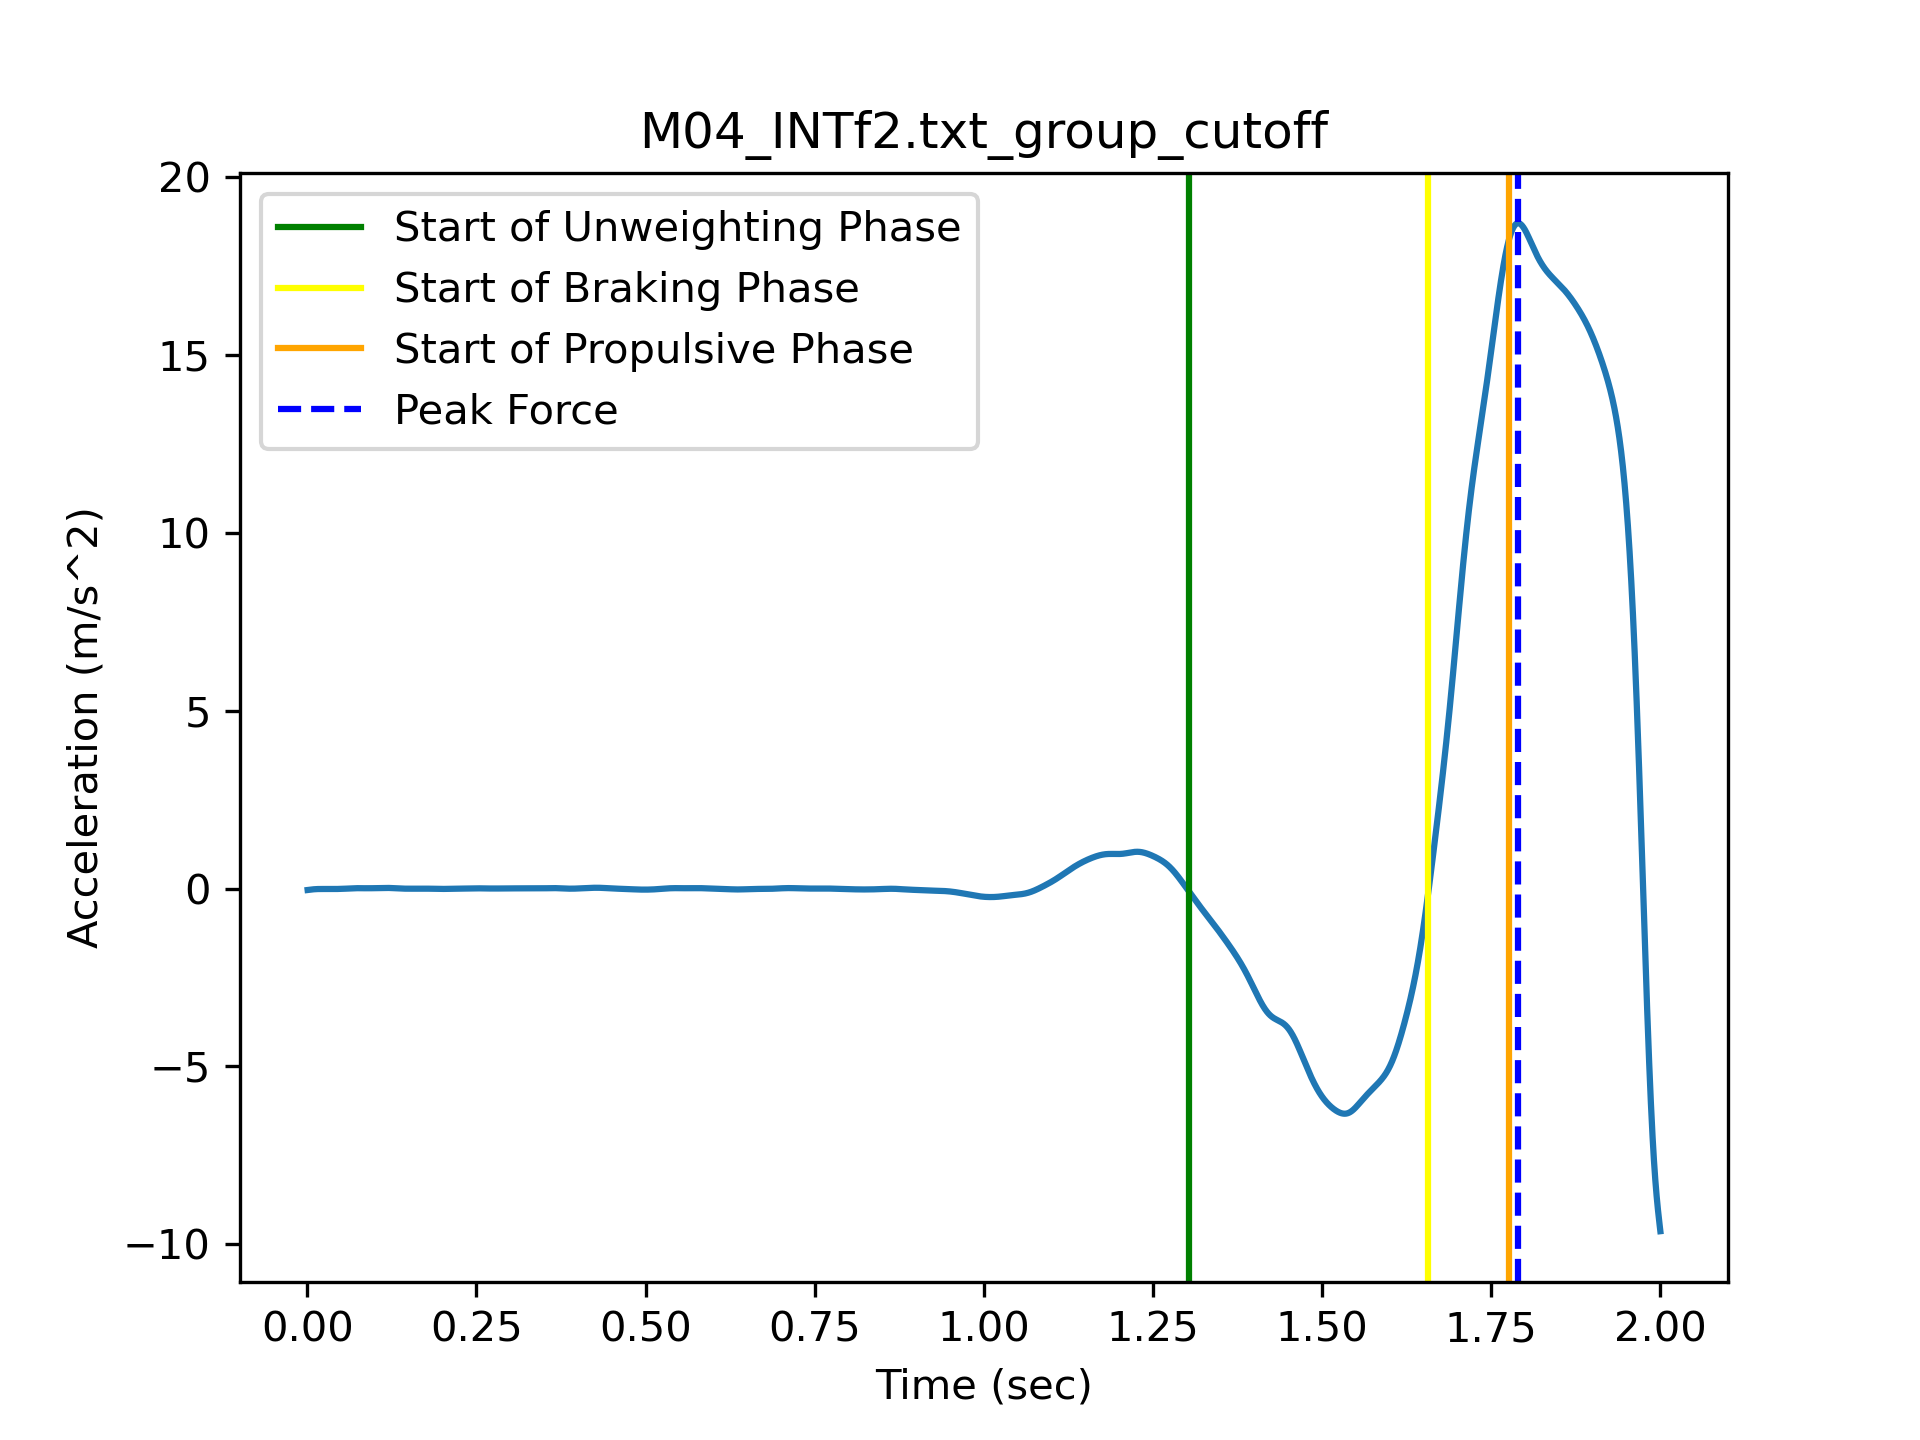 M04_INTf2.txt_group_cutoff
20
15
10
5
0
−5
−10
Acceleration (m/s^2)
Start of Unweighting Phase
Start of Braking Phase
Start of Propulsive Phase
Peak Force
0.00 0.25 0.50 0.75 1.00 1.25 1.50 1.75 2.00
Time (sec)